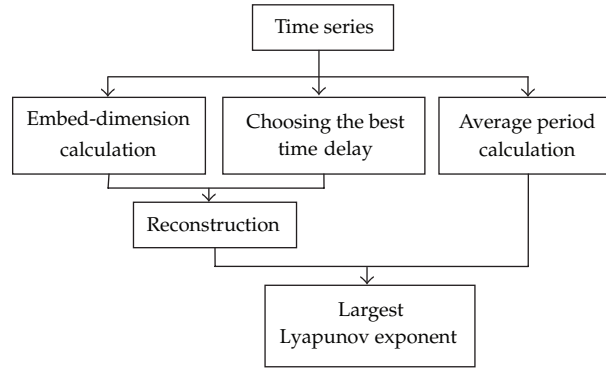 Time series
Embed-dimension
calculation
Choosing the best
time delay
Average period
calculation
Reconstruction
Largest
Lyapunov exponent